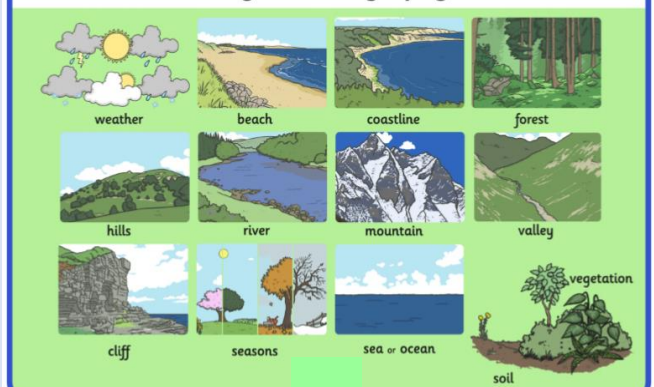 weather
beach
coastline
forest
hills
river
mountain
valley
cliff
seasons
sea or ocean
vegetation
soil